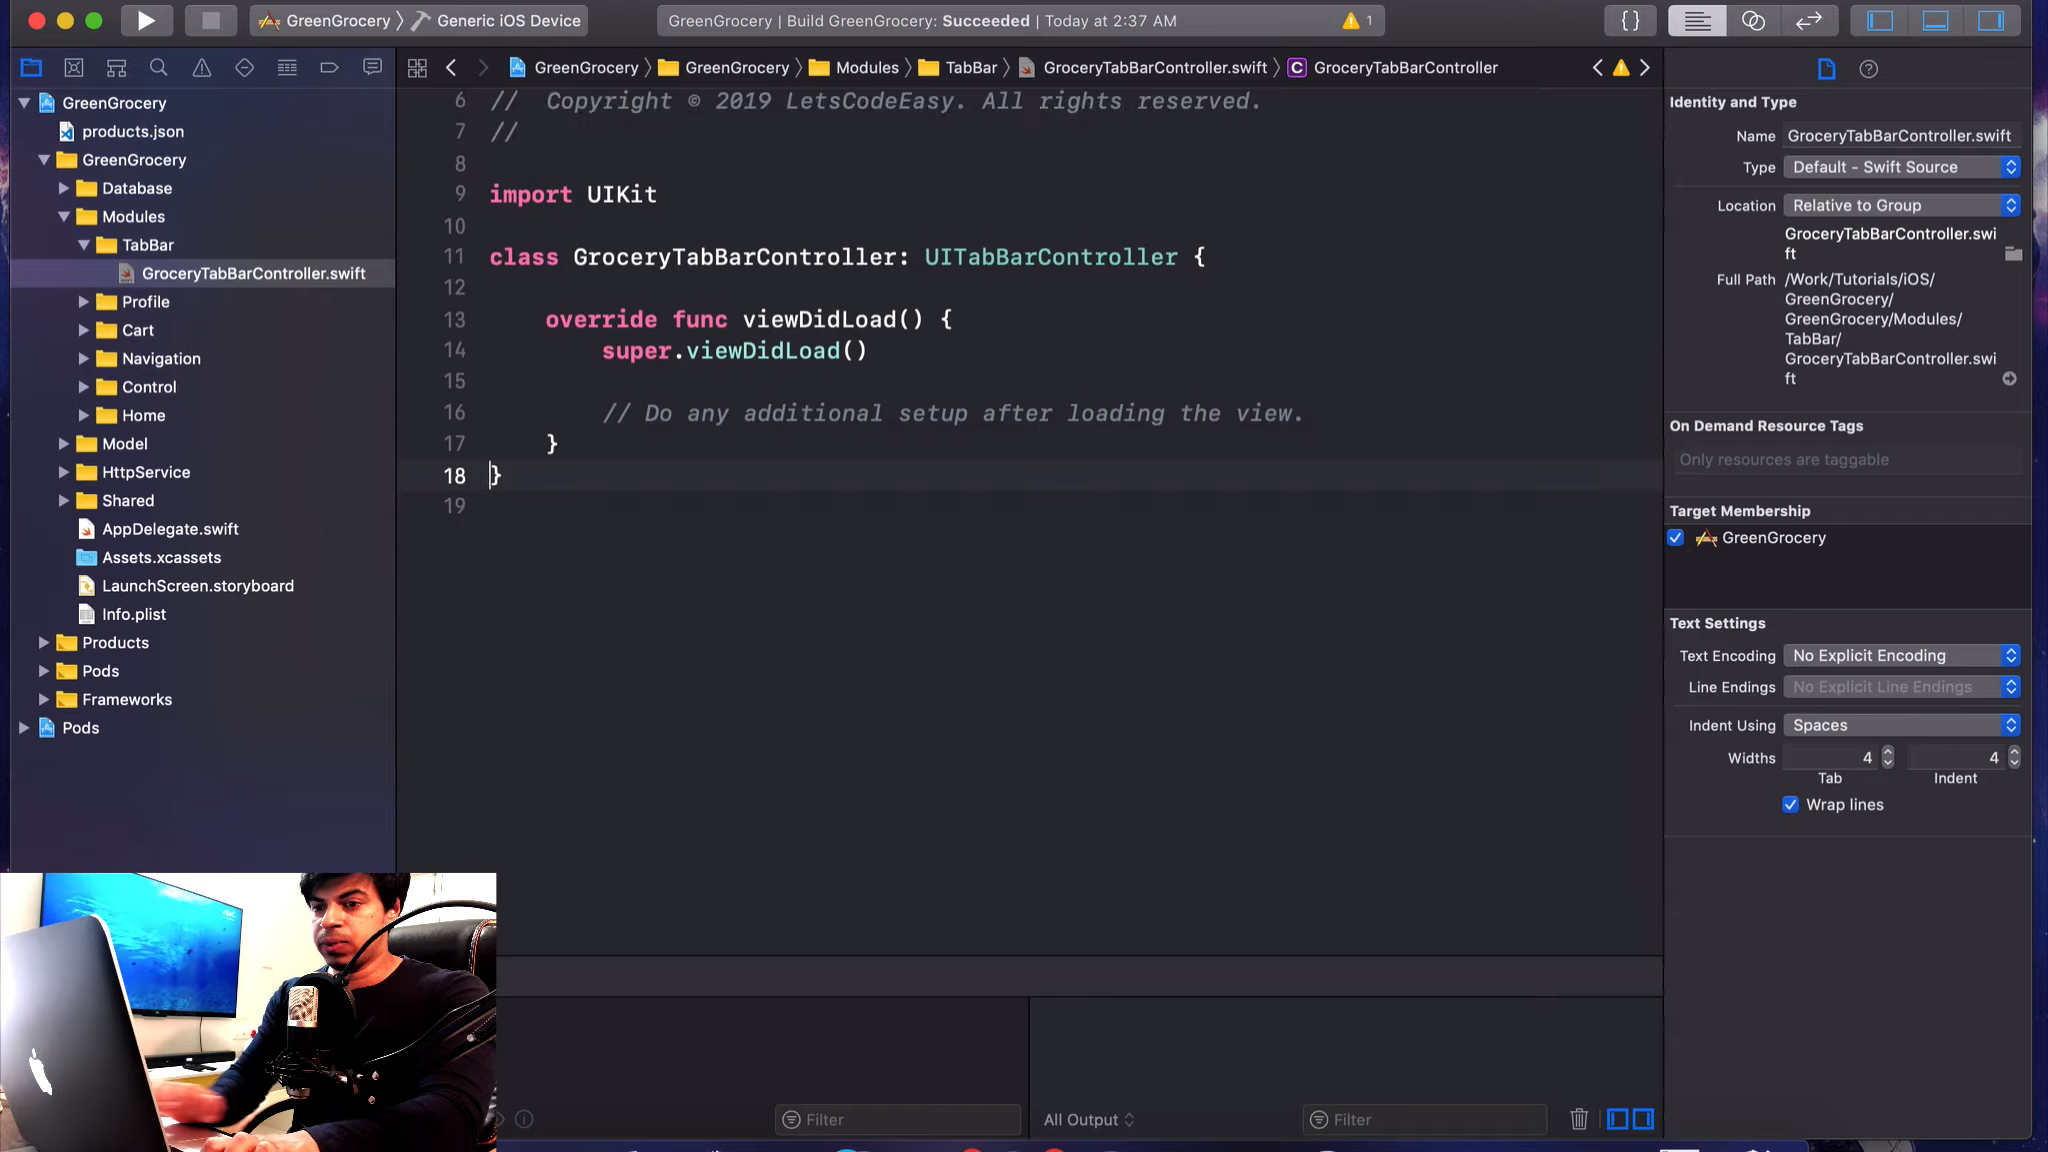 GreenGrocery Generic iOS Device
GreenGrocery | Build GreenGrocery: Succeeded | Today at 2:37 AM
1
GreenGrocery GreenGrocery Modules TabBar GroceryTabBarController.swift C GroceryTabBarController
GreenGrocery
products.json
GreenGrocery
Database
Modules
TabBar
GroceryTabBarController.swift
Profile
Cart
Navigation
Control
Home
Model
HttpService
Shared
AppDelegate.swift
Assets.xcassets
LaunchScreen.storyboard
Info.plist
Products
Pods
Frameworks
Pods
6 // Copyright © 2019 LetsCodeEasy. All rights reserved.
7 //
8
9 import UIKit
10
11 class GroceryTabBarController: UITabBarController {
12
13 override func viewDidLoad() {
14 super.viewDidLoad()
15
16 // Do any additional setup after loading the view.
17 }
18 }
19
Identity and Type
Name GroceryTabBarController.swift
Type Default - Swift Source
Location Relative to Group
GroceryTabBarController.swi
ft
Full Path /Work/Tutorials/iOS/
GreenGrocery/
GreenGrocery/Modules/
TabBar/
GroceryTabBarController.swi
ft
On Demand Resource Tags
Only resources are taggable
Target Membership
GreenGrocery
Text Settings
Text Encoding No Explicit Encoding
Line Endings No Explicit Line Endings
Indent Using Spaces
Widths 4 4
Tab Indent
Wrap lines
Filter
All Output
Filter